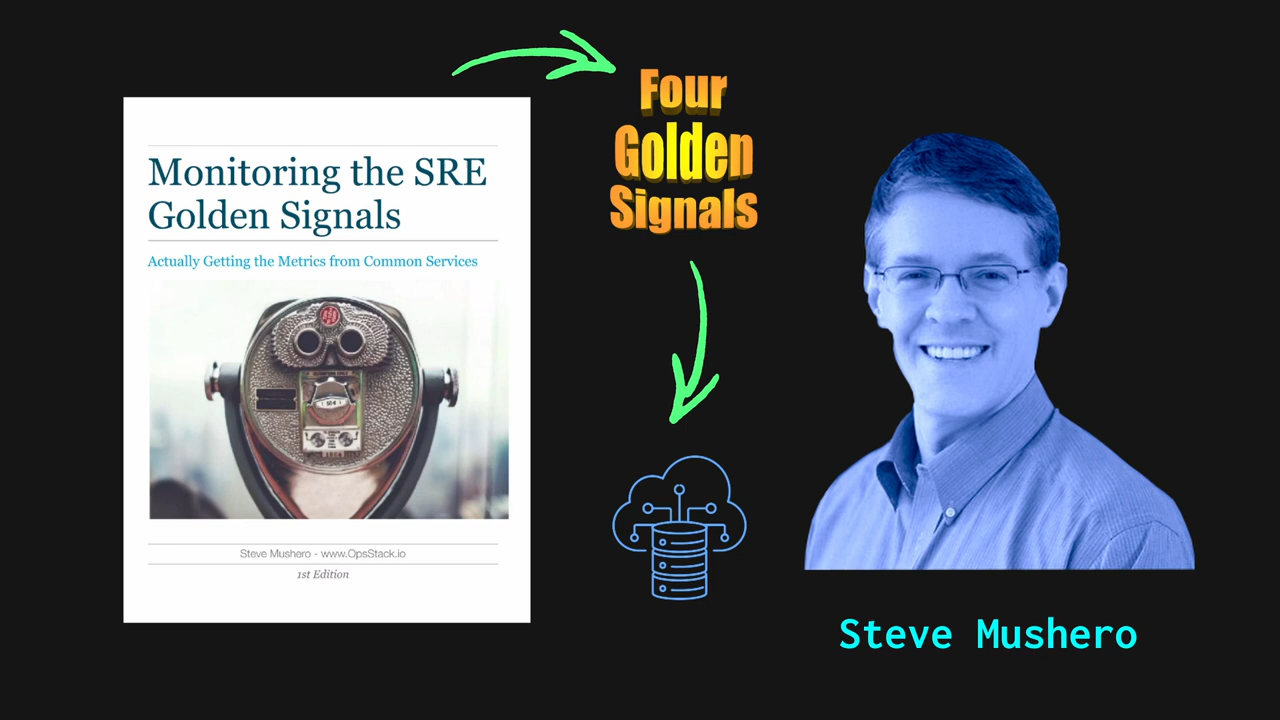 Monitoring the SRE
Golden Signals
Actually Getting the Metrics from Common Services
Steve Mushero - www.OpsStack.io
1st Edition
Four
Golden
Signals
Steve Mushero